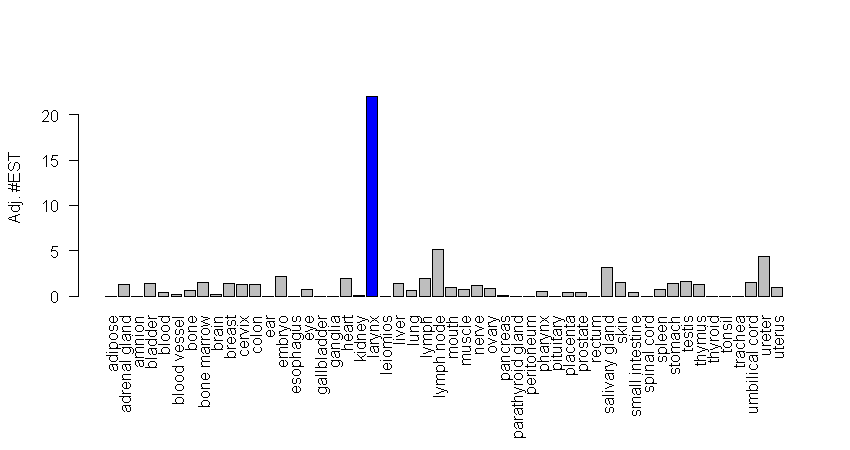 Adj. #EST
20
15
10
5
0
adipose
adrenal gland
amnion
bladder
blood
blood vessel
bone
bone marrow
brain
breast
cervix
colon
ear
embryo
esophagus
eye
gallbladder
ganglia
heart
kidney
larynx
leiomios
liver
lung
lymph
lymph node
mouth
muscle
nerve
ovary
pancreas
parathyroid gland
peritoneum
pharynx
pituitary
placenta
prostate
rectum
salivary gland
skin
small intestine
spinal cord
spleen
stomach
testis
thymus
thyroid
tonsil
trachea
umbilical cord
ureter
uterus